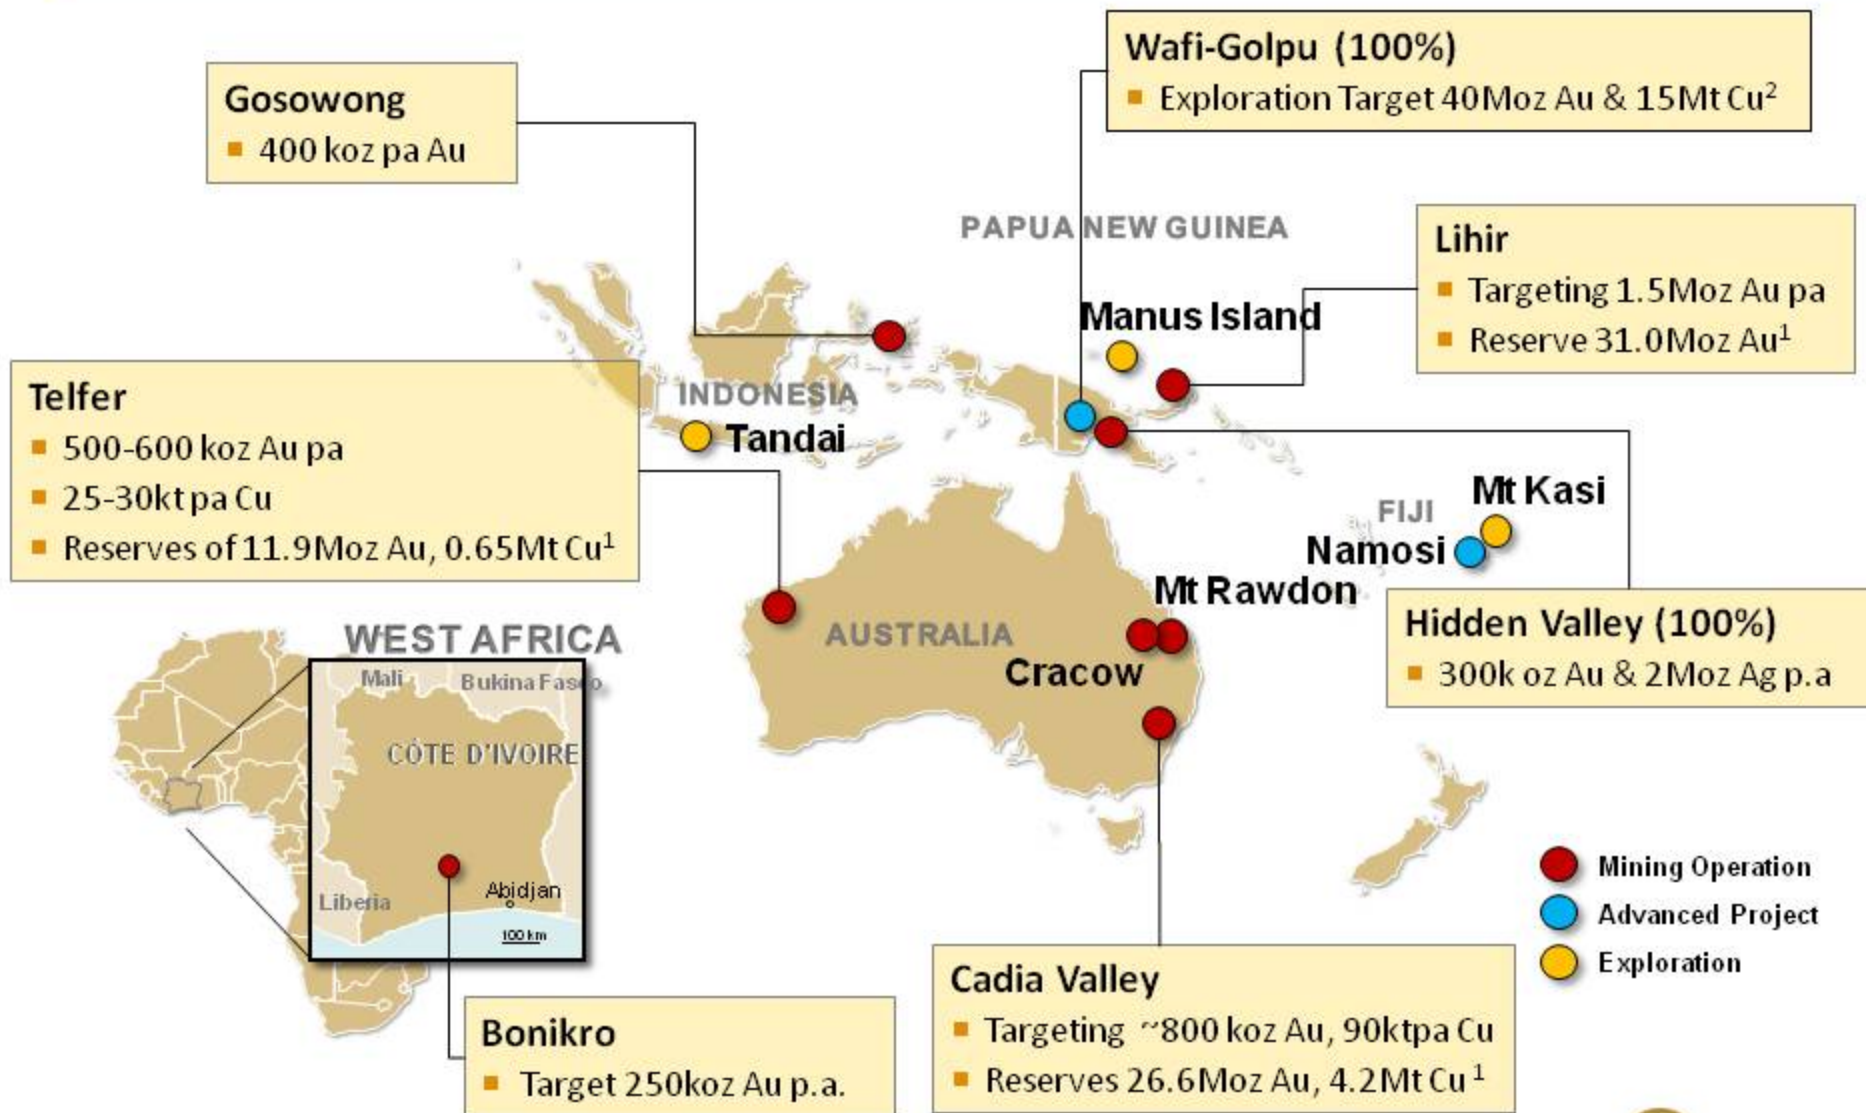 Wafi-Golpu (100%)
▪ Exploration Target 40Moz Au & 15Mt Cu²
Gosowong
▪ 400 koz pa Au
PAPUA NEW GUINEA
Lihir
▪ Targeting 1.5Moz Au pa
▪ Reserve 31.0Moz Au¹
Manus Island
Telfer
▪ 500-600 koz Au pa
▪ 25-30kt pa Cu
▪ Reserves of 11.9Moz Au, 0.65Mt Cu¹
INDONESIA
Tandai
Mt Kasi
FIJI
Namosi
Mt Rawdon
AUSTRALIA
Cracow
Hidden Valley (100%)
▪ 300k oz Au & 2Moz Ag p.a
WEST AFRICA
Mali
Bukina Faso
CÔTE D'IVOIRE
Abidjan
Liberia
100 km
Mining Operation
Advanced Project
Exploration
Cadia Valley
▪ Targeting ~800 koz Au, 90ktpa Cu
▪ Reserves 26.6Moz Au, 4.2Mt Cu¹
Bonikro
▪ Target 250koz Au p.a.